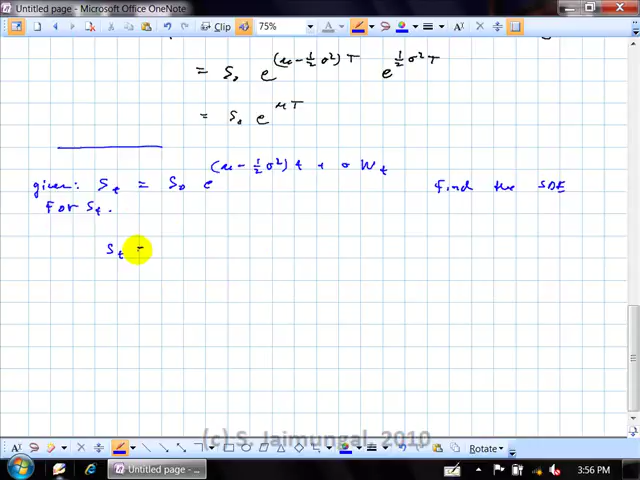 Untitled page - Microsoft Office OneNote
75%
= S₀ e^{(μ - ½σ²)T} e^{½σ²T}
= S₀ e^{μT}
given: S_t = S₀ e^{(μ - ½σ²)t + σW_t} Find the SDE
For S_t.
S_t =
(c) S. Jaimungal, 2010
Rotate
Untitled page - ...
3:56 PM